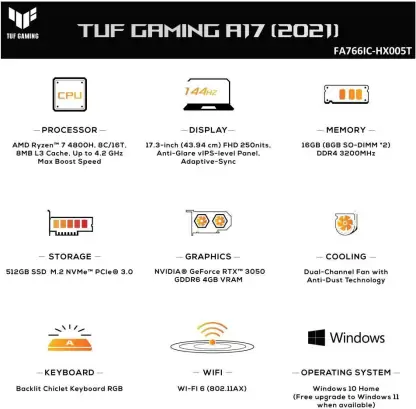 TUF GAMING
TUF GAMING A17 (2021)
FA766IC-HX005T
CPU
144Hz
— PROCESSOR —
— DISPLAY —
— MEMORY —
AMD Ryzen™ 7 4800H, 8C/16T,
8MB L3 Cache, Up to 4.2 GHz
Max Boost Speed
17.3-inch (43.94 cm) FHD 250nits,
Anti-Glare vIPS-level Panel,
Adaptive-Sync
16GB (8GB SO-DIMM *2)
DDR4 3200MHz
— STORAGE —
— GRAPHICS —
— COOLING —
512GB SSD M.2 NVMe™ PCIe® 3.0
NVIDIA® GeForce RTX™ 3050
GDDR6 4GB VRAM
Dual-Channel Fan with
Anti-Dust Technology
A
Windows
— KEYBOARD —
— WIFI —
— OPERATING SYSTEM —
Backlit Chiclet Keyboard RGB
WI-FI 6 (802.11AX)
Windows 10 Home
(Free upgrade to Windows 11
when available)